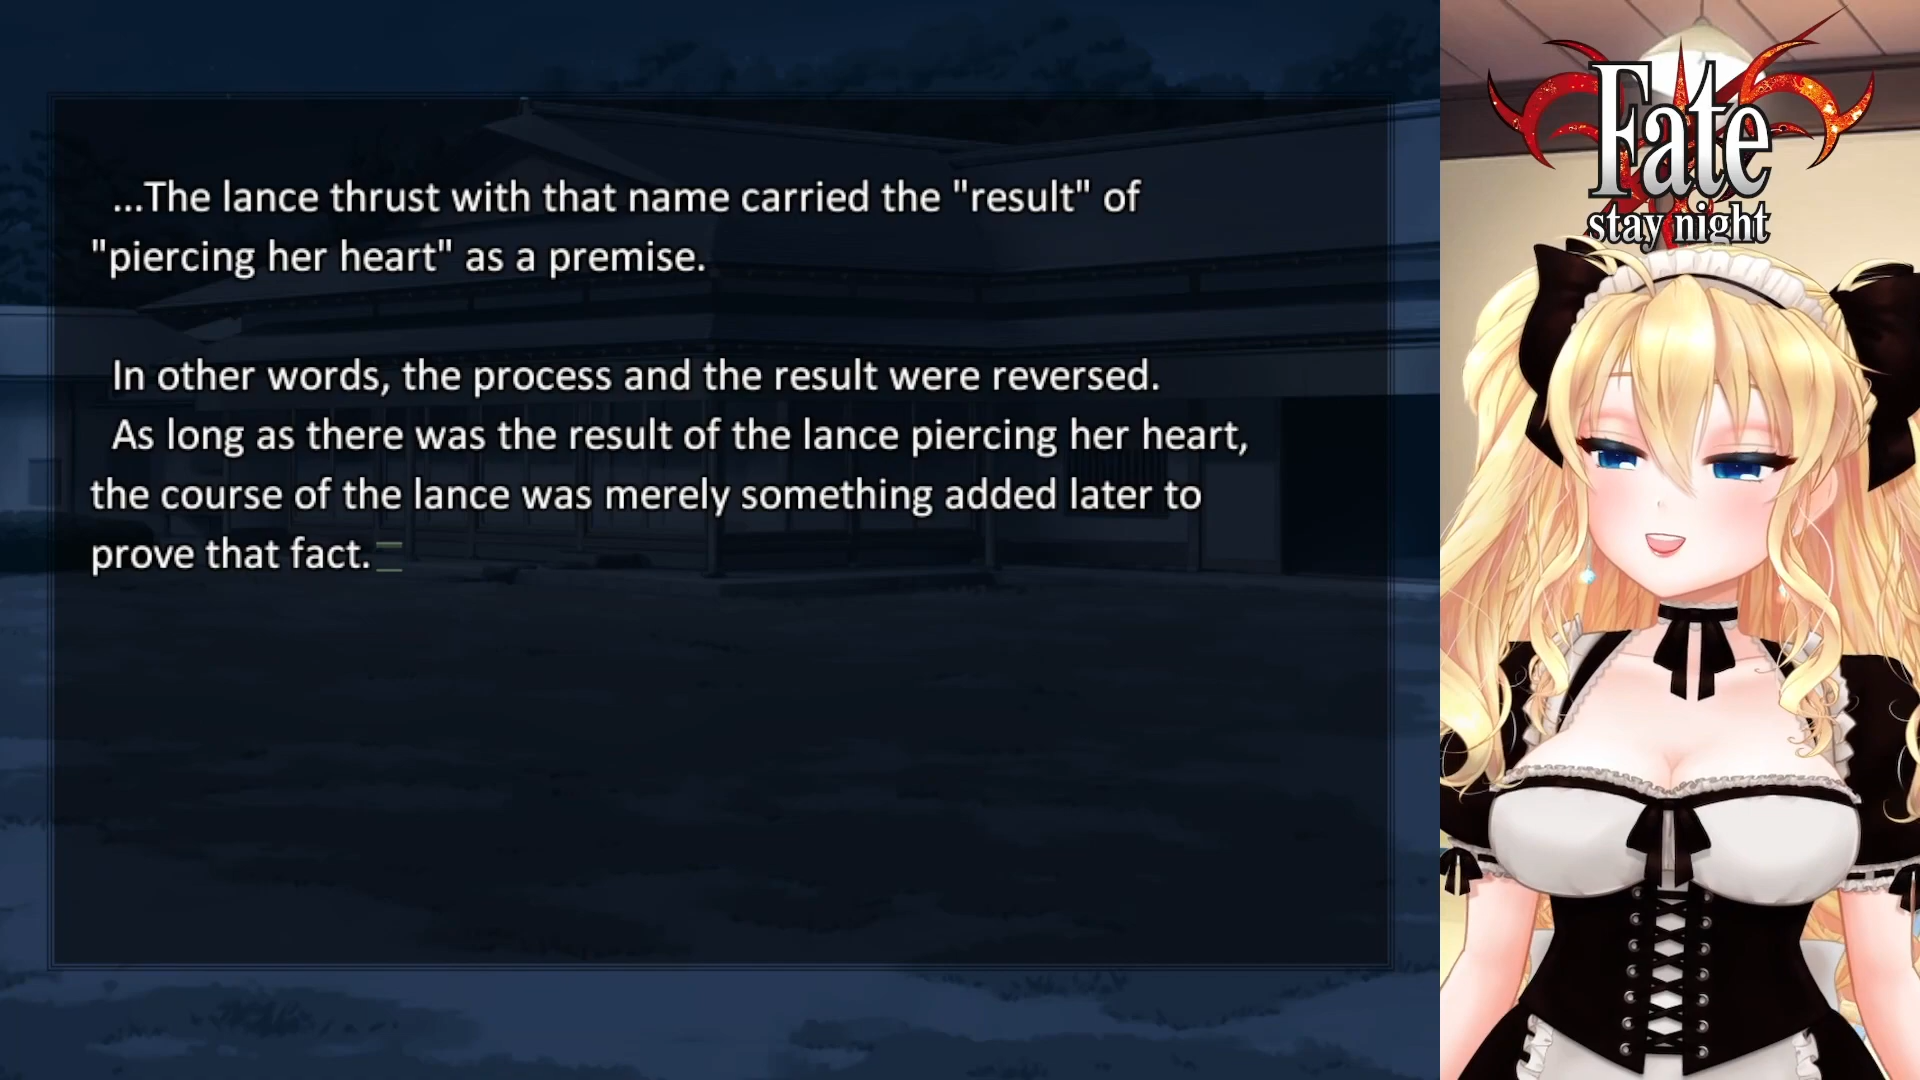 ...The lance thrust with that name carried the "result" of
"piercing her heart" as a premise.
In other words, the process and the result were reversed.
As long as there was the result of the lance piercing her heart,
the course of the lance was merely something added later to
prove that fact.
Fate
stay night